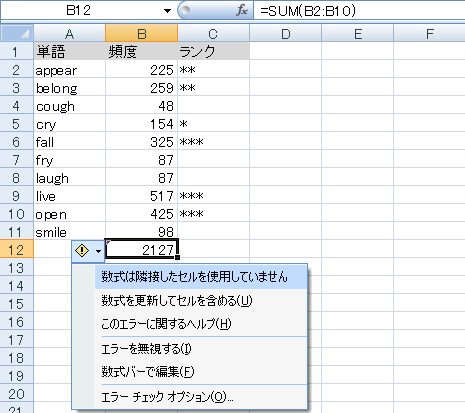 B12 fx =SUM(B2:B10)
A B C D E F
1 単語 頻度 ランク
2 appear 225 **
3 belong 259 **
4 cough 48
5 cry 154 *
6 fall 325 ***
7 fry 87
8 laugh 87
9 live 517 ***
10 open 425 ***
11 smile 98
12 2127
13 数式は隣接したセルを使用していません
14
15 数式を更新してセルを含める(U)
16 このエラーに関するヘルプ(H)
17 エラーを無視する(I)
18 数式バーで編集(F)
19 エラー チェック オプション(O)...
20
21